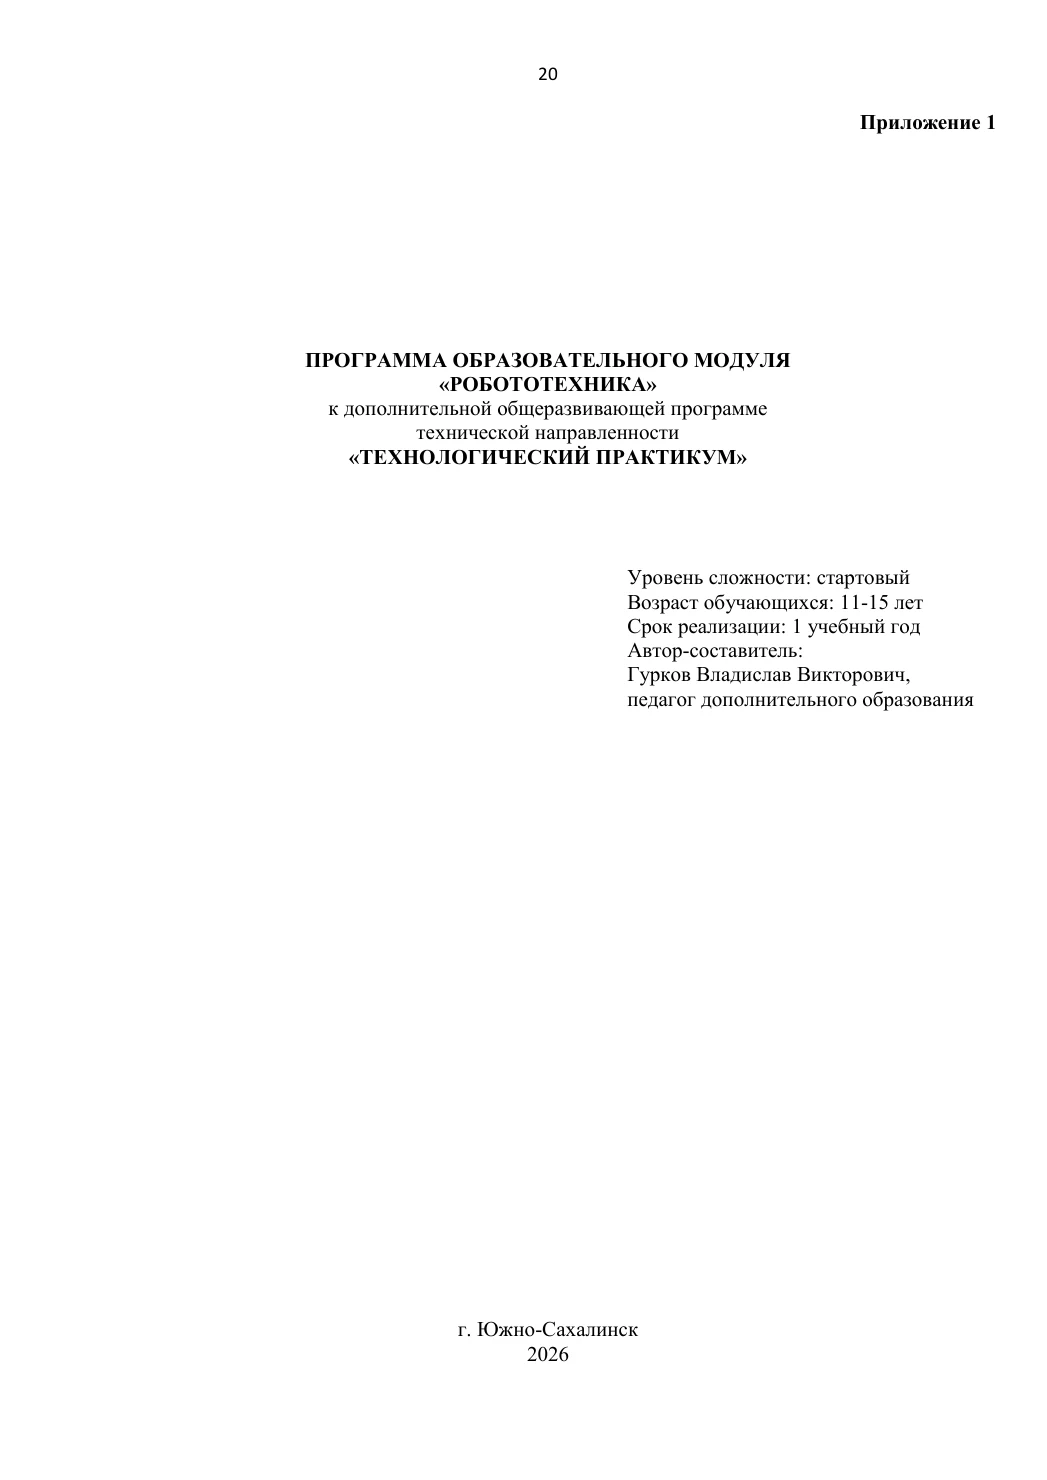 20
Приложение 1
ПРОГРАММА ОБРАЗОВАТЕЛЬНОГО МОДУЛЯ
«РОБОТОТЕХНИКА»
к дополнительной общеразвивающей программе
технической направленности
«ТЕХНОЛОГИЧЕСКИЙ ПРАКТИКУМ»
Уровень сложности: стартовый
Возраст обучающихся: 11-15 лет
Срок реализации: 1 учебный год
Автор-составитель:
Гурков Владислав Викторович,
педагог дополнительного образования
г. Южно-Сахалинск
2026